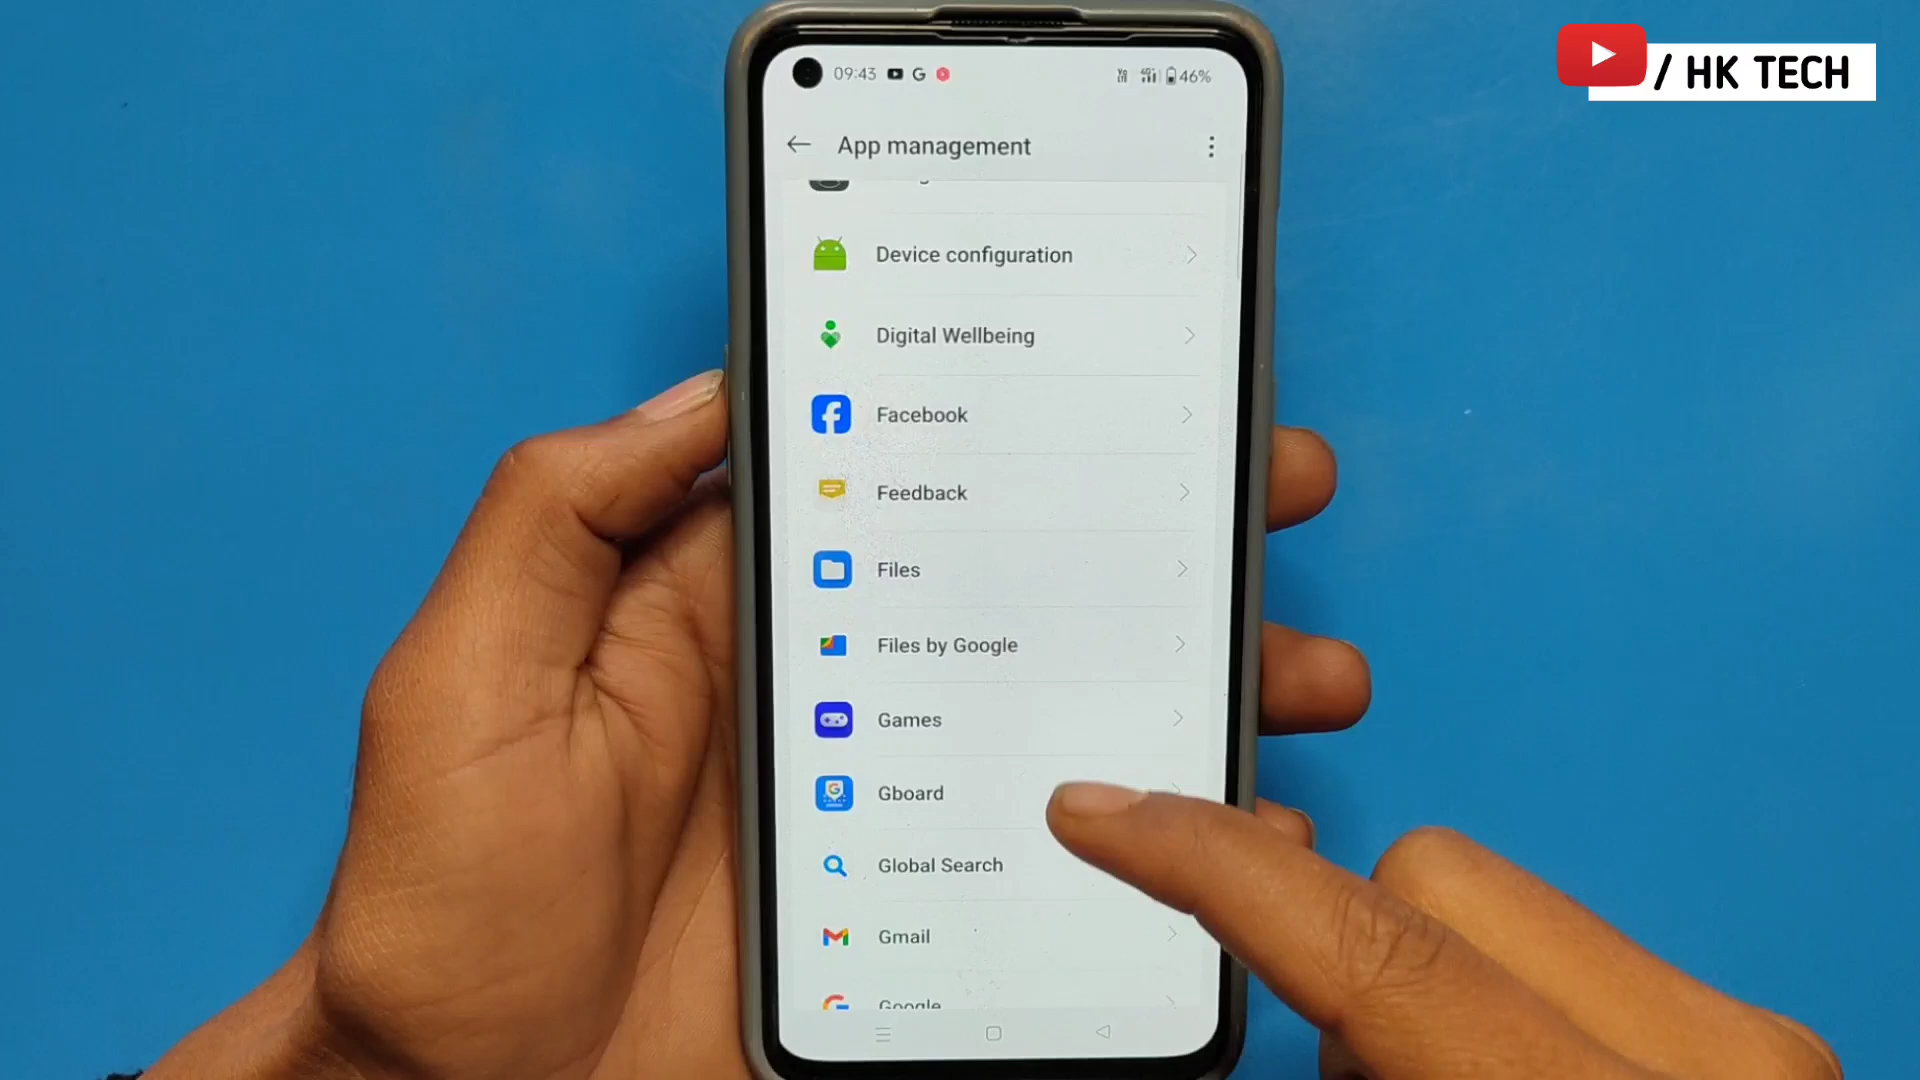 / HK TECH
09:43 46%
App management
Device configuration
Digital Wellbeing
Facebook
Feedback
Files
Files by Google
Games
Gboard
Global Search
Gmail
Google